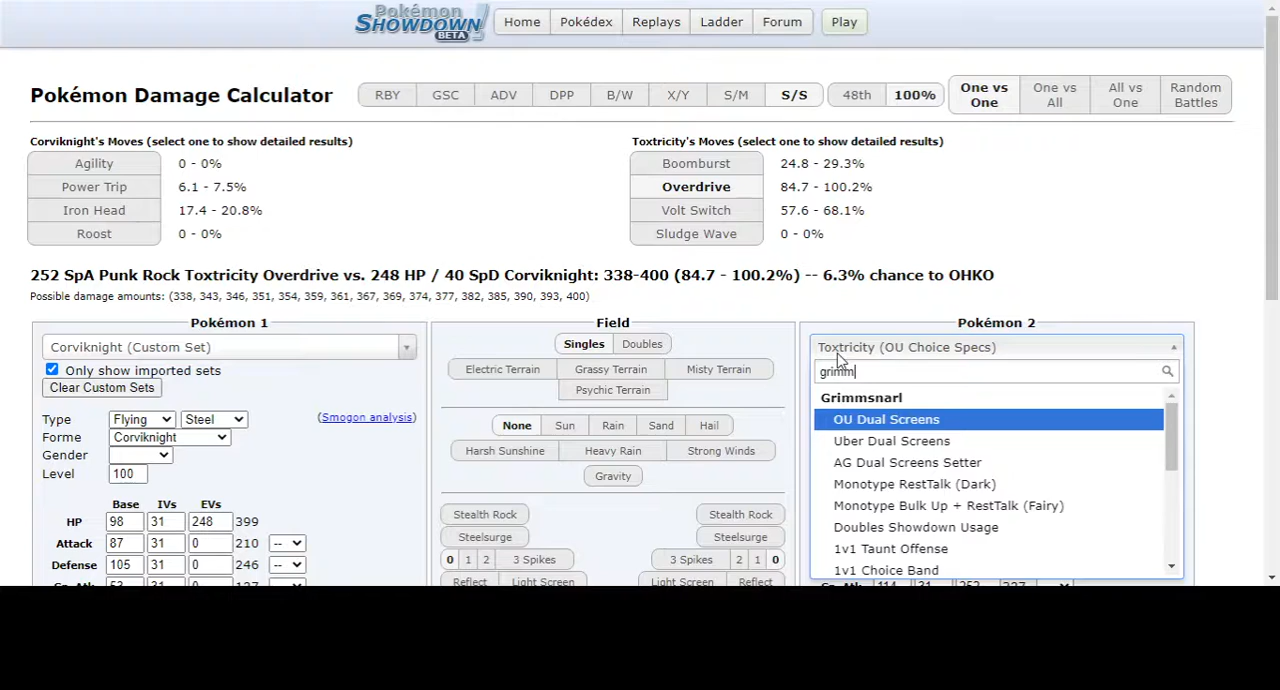 Pokémon SHOWDOWN! BETA
Home Pokédex Replays Ladder Forum Play
Pokémon Damage Calculator RBY GSC ADV DPP B/W X/Y S/M S/S 48th 100% One vs One One vs All All vs One Random Battles
Corviknight's Moves (select one to show detailed results)
Agility 0 - 0%
Power Trip 6.1 - 7.5%
Iron Head 17.4 - 20.8%
Roost 0 - 0%
Toxtricity's Moves (select one to show detailed results)
Boomburst 24.8 - 29.3%
Overdrive 84.7 - 100.2%
Volt Switch 57.6 - 68.1%
Sludge Wave 0 - 0%
252 SpA Punk Rock Toxtricity Overdrive vs. 248 HP / 40 SpD Corviknight: 338-400 (84.7 - 100.2%) -- 6.3% chance to OHKO
Possible damage amounts: (338, 343, 346, 351, 354, 359, 361, 367, 369, 374, 377, 382, 385, 390, 393, 400)
Pokémon 1
Corviknight (Custom Set)
Only show imported sets
Clear Custom Sets
Type Flying Steel (Smogon analysis)
Forme Corviknight
Gender
Level 100
Base IVs EVs
HP 98 31 248 399
Attack 87 31 0 210 --
Defense 105 31 0 246 --
Field
Singles Doubles
Electric Terrain Grassy Terrain Misty Terrain
Psychic Terrain
None Sun Rain Sand Hail
Harsh Sunshine Heavy Rain Strong Winds
Gravity
Stealth Rock Stealth Rock
Steelsurge Steelsurge
0 1 2 3 Spikes 3 Spikes 2 1 0
Reflect Light Screen Light Screen Reflect
Pokémon 2
Toxtricity (OU Choice Specs)
grimm
Grimmsnarl
OU Dual Screens
Uber Dual Screens
AG Dual Screens Setter
Monotype RestTalk (Dark)
Monotype Bulk Up + RestTalk (Fairy)
Doubles Showdown Usage
1v1 Taunt Offense
1v1 Choice Band